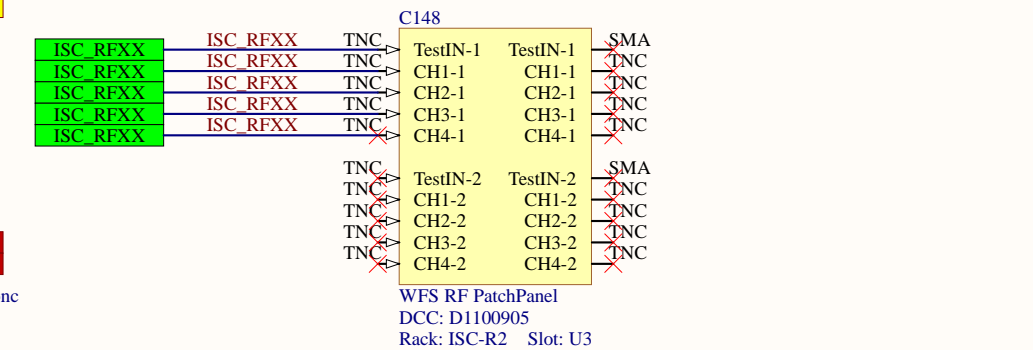 C148
ISC_RFXX ISC_RFXX TNC TestIN-1 TestIN-1 SMA
ISC_RFXX ISC_RFXX TNC CH1-1 CH1-1 TNC
ISC_RFXX ISC_RFXX TNC CH2-1 CH2-1 TNC
ISC_RFXX ISC_RFXX TNC CH3-1 CH3-1 TNC
ISC_RFXX ISC_RFXX TNC CH4-1 CH4-1 TNC
TNC TestIN-2 TestIN-2 SMA
TNC CH1-2 CH1-2 TNC
TNC CH2-2 CH2-2 TNC
TNC CH3-2 CH3-2 TNC
TNC CH4-2 CH4-2 TNC
nc WFS RF PatchPanel
DCC: D1100905
Rack: ISC-R2 Slot: U3